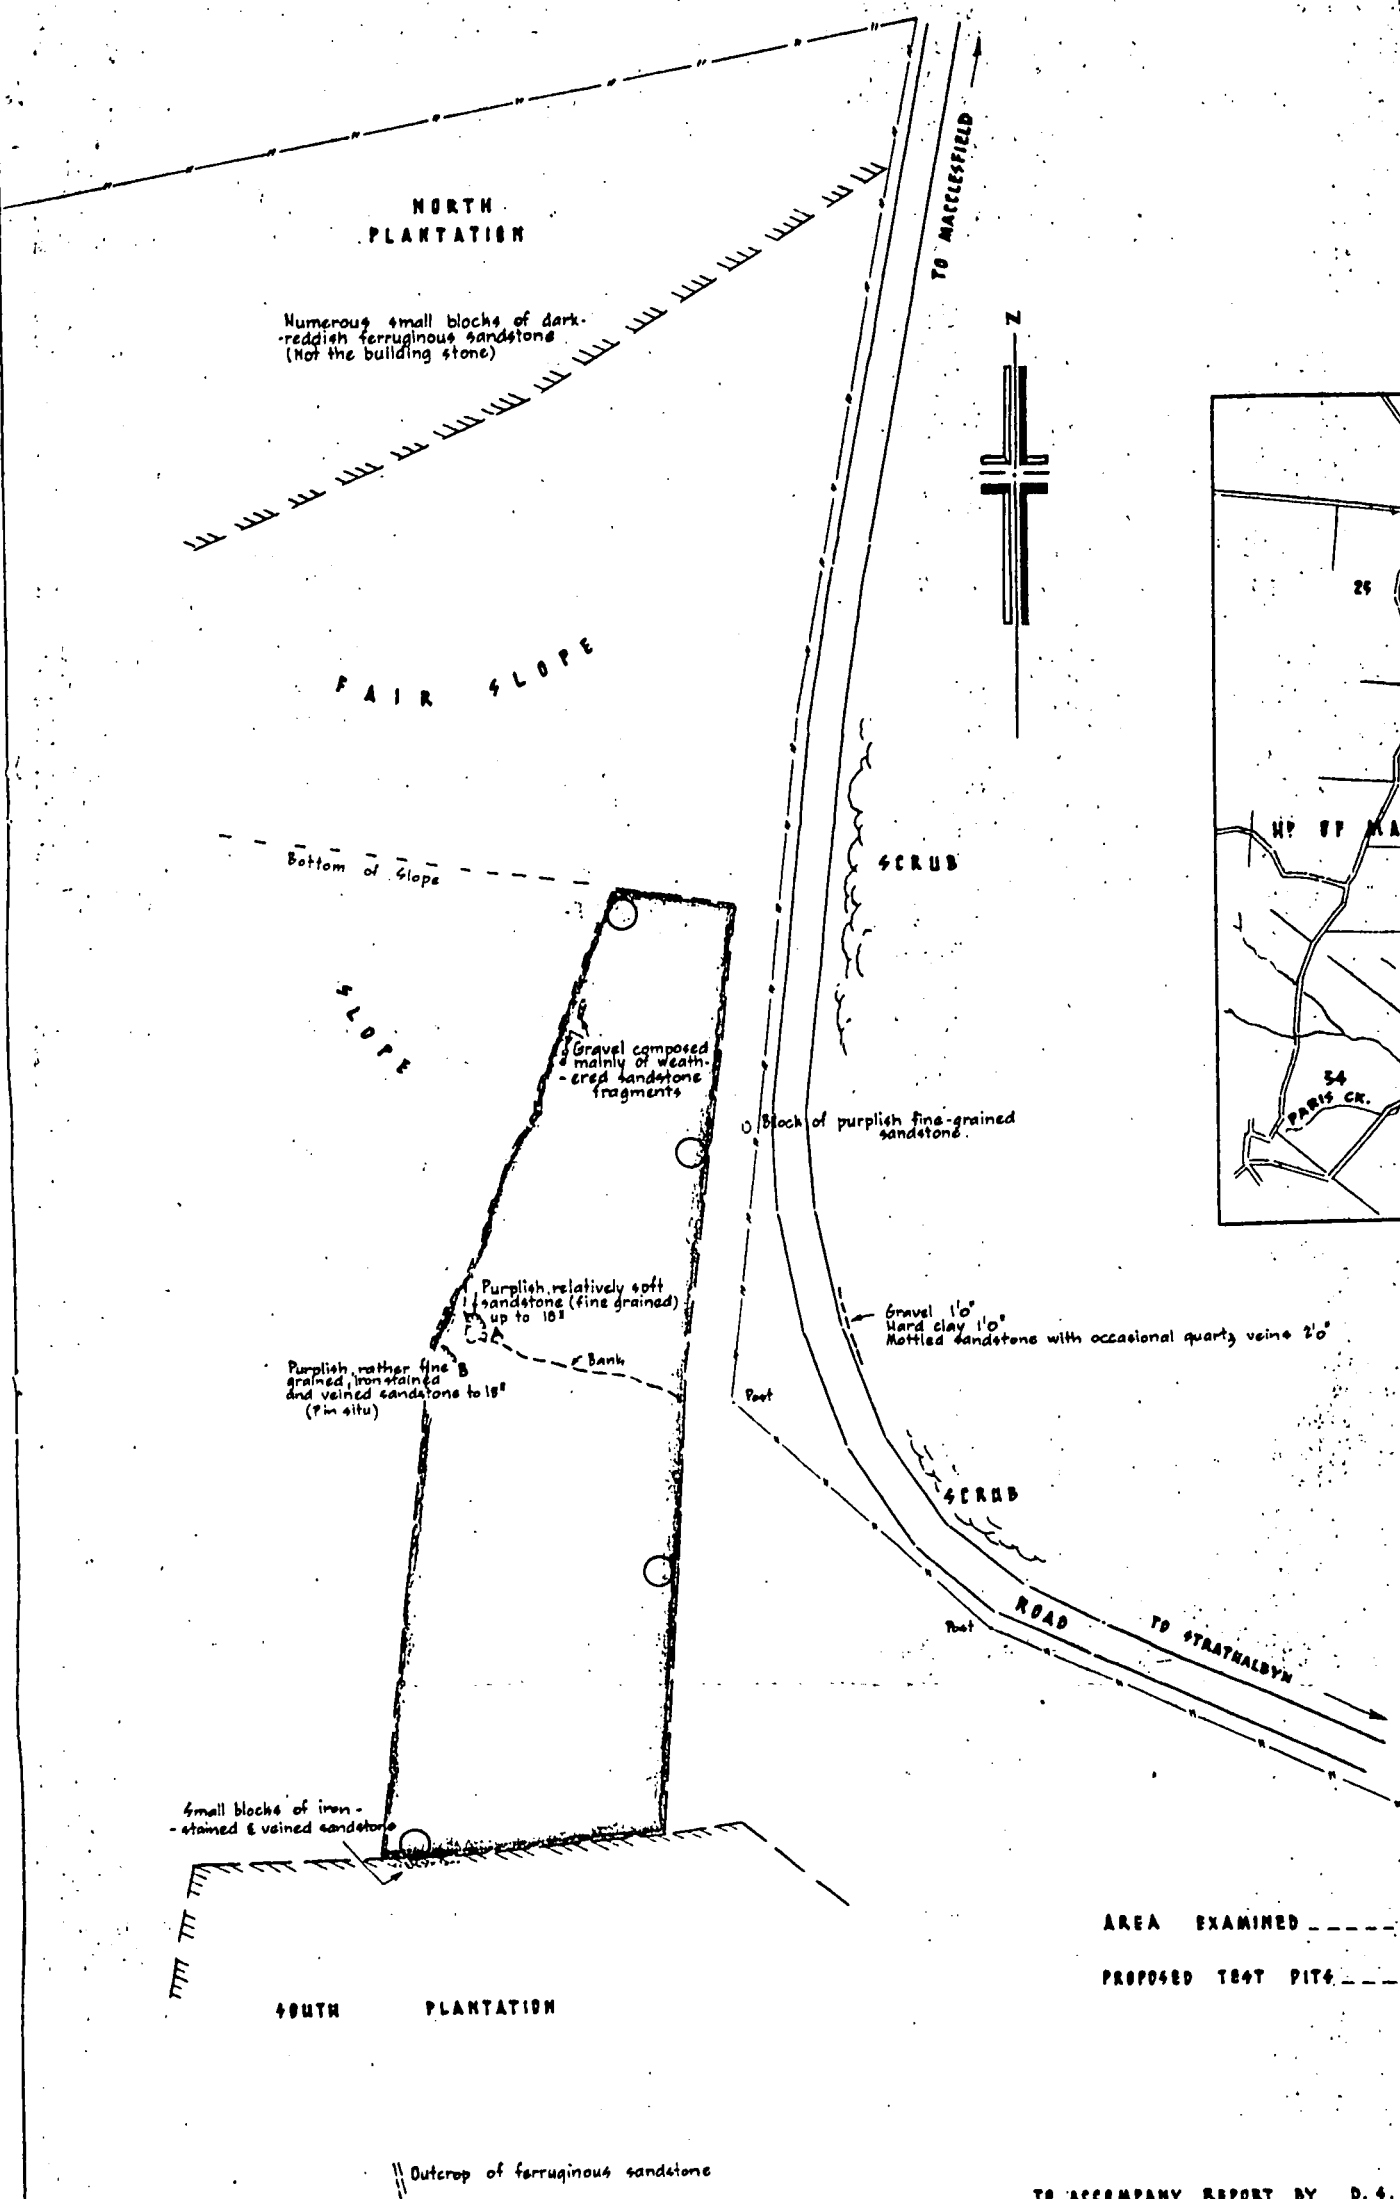 NORTH
PLANTATION
TO MACCLESFIELD
Numerous small blocks of dark-
-reddish ferruginous sandstone
(Not the building stone)
N
25
FAIR SLOPE
Bottom of Slope
SCRUB
SLOPE
Gravel composed
mainly of weath-
-ered sandstone
fragments
Block of purplish fine-grained
sandstone.
54
PARIS CK.
Purplish, relatively soft
sandstone (fine grained)
up to 18"
A
Bank
Purplish, rather fine
grained, iron stained
and veined sandstone to 18"
(? in situ)
B
Gravel 1'0"
Hard clay 1'0"
Mottled sandstone with occasional quartz veins 2'0"
Post
SCRUB
ROAD
TO STRATHALBYN
Post
Small blocks of iron-
-stained & veined sandstone
AREA EXAMINED
PROPOSED TEST PITS
SOUTH PLANTATION
Outcrop of ferruginous sandstone
TO ACCOMPANY REPORT BY D.S.